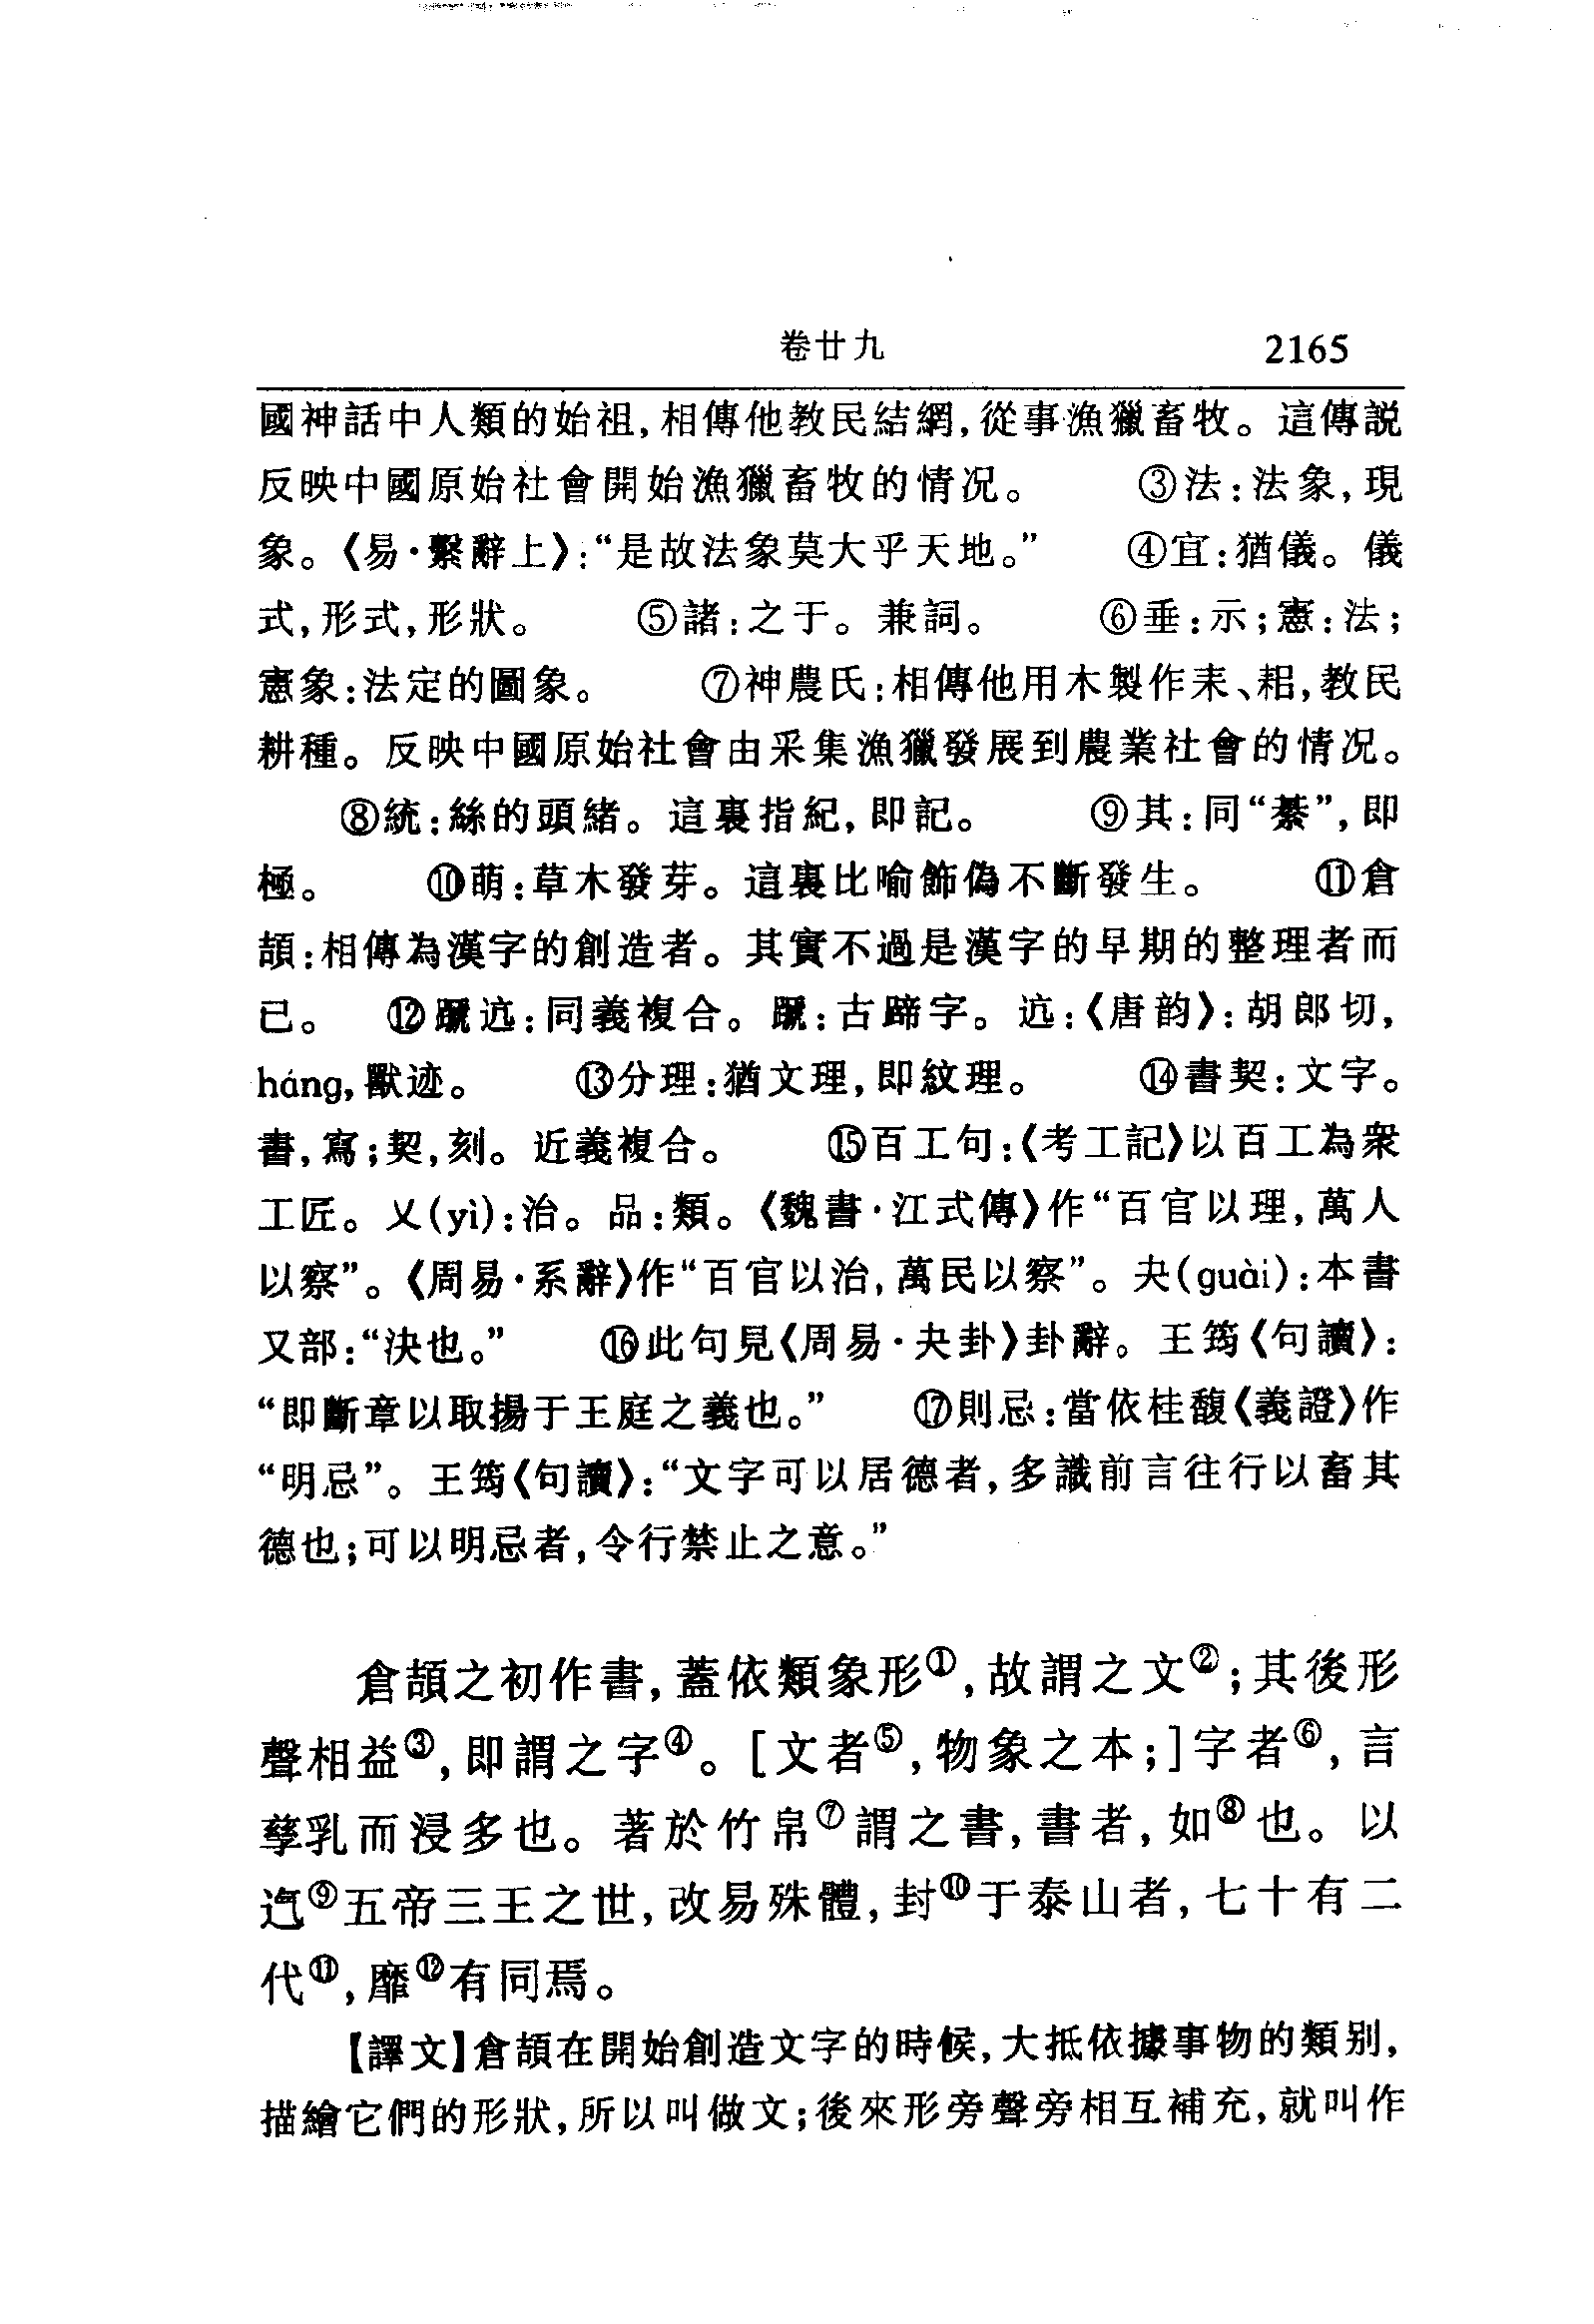 卷廿九 2165
國神話中人類的始祖,相傳他教民結網,從事漁獵畜牧。這傳説
反映中國原始社會開始漁獵畜牧的情况。 ③法:法象,現
象。《易·繫辭上》:“是故法象莫大乎天地。” ④宜:猶儀。儀
式,形式,形狀。 ⑤諸:之于。兼詞。 ⑥垂:示;憲:法;
憲象:法定的圖象。 ⑦神農氏:相傳他用木製作耒、耜,教民
耕種。反映中國原始社會由采集漁獵發展到農業社會的情况。
⑧統:絲的頭緒。這裏指紀,即記。 ⑨其:同“綦”,即
極。 ⑩萌:草木發芽。這裏比喻飾偽不斷發生。 ⑪倉
頡:相傳為漢字的創造者。其實不過是漢字的早期的整理者而
已。 ⑫蹏迒:同義複合。蹏:古蹄字。迒:《唐韵》:胡郎切,
háng,獸迹。 ⑬分理:猶文理,即紋理。 ⑭書契:文字。
書,寫;契,刻。近義複合。 ⑮百工句:《考工記》以百工為衆
工匠。乂(yì):治。品:類。《魏書·江式傳》作“百官以理,萬人
以察”。《周易·系辭》作“百官以治,萬民以察”。夬(guài):本書
又部:“決也。” ⑯此句見《周易·夬卦》卦辭。王筠《句讀》:
“即斷章以取揚于王庭之義也。” ⑰則忌:當依桂馥《義證》作
“明忌”。王筠《句讀》:“文字可以居德者,多識前言往行以畜其
德也;可以明忌者,令行禁止之意。”
倉頡之初作書,蓋依類象形①,故謂之文②;其後形
聲相益③,即謂之字④。[文者⑤,物象之本;]字者⑥,言
孳乳而浸多也。著於竹帛⑦謂之書,書者,如⑧也。以
迄⑨五帝三王之世,改易殊體,封⑩于泰山者,七十有二
代⑪,靡⑫有同焉。
【譯文】倉頡在開始創造文字的時候,大抵依據事物的類别,
描繪它們的形狀,所以叫做文;後來形旁聲旁相互補充,就叫作